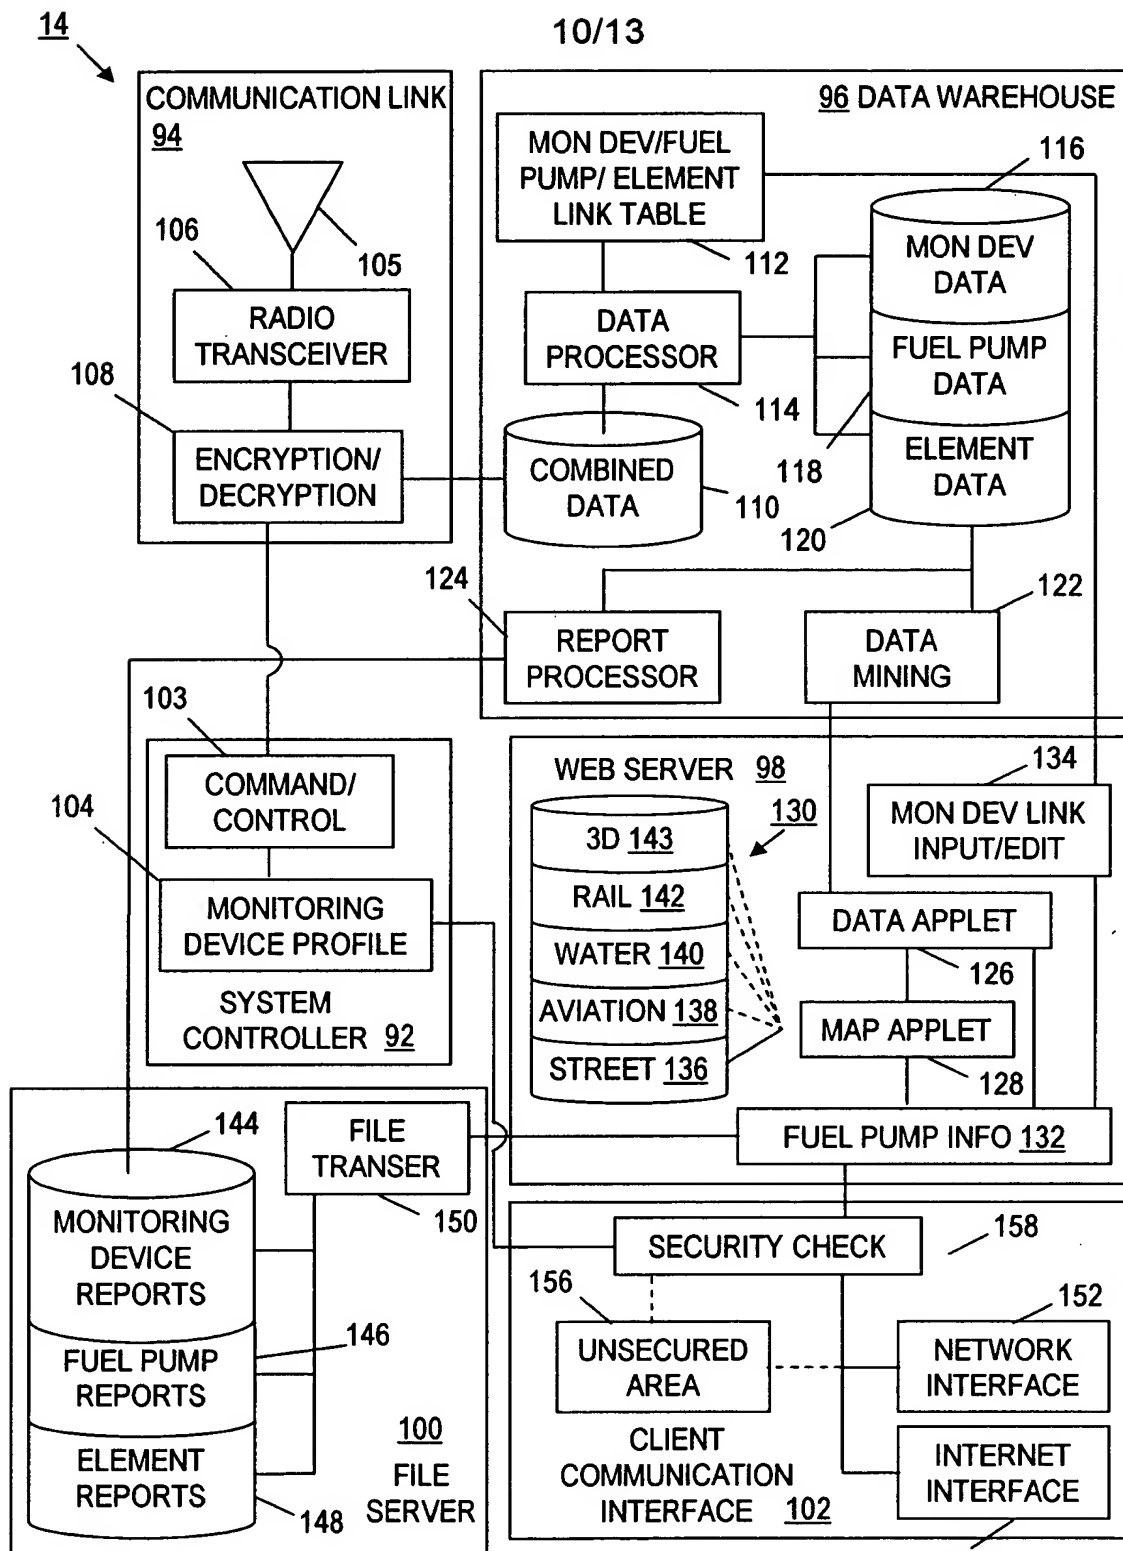 14
10/13
COMMUNICATION LINK
94
105
106
RADIO
TRANSCEIVER
108
ENCRYPTION/
DECRYPTION
96 DATA WAREHOUSE
MON DEV/FUEL
PUMP/ ELEMENT
LINK TABLE
112
116
MON DEV
DATA
FUEL PUMP
DATA
ELEMENT
DATA
118
120
DATA
PROCESSOR
114
COMBINED
DATA
110
124
REPORT
PROCESSOR
122
DATA
MINING
103
COMMAND/
CONTROL
104
MONITORING
DEVICE PROFILE
SYSTEM
CONTROLLER 92
WEB SERVER 98
130
3D 143
RAIL 142
WATER 140
AVIATION 138
STREET 136
134
MON DEV LINK
INPUT/EDIT
DATA APPLET
126
MAP APPLET
128
FUEL PUMP INFO 132
144
MONITORING
DEVICE
REPORTS
FUEL PUMP
REPORTS
146
ELEMENT
REPORTS
148
FILE
TRANSER
150
100
FILE
SERVER
SECURITY CHECK
158
156
UNSECURED
AREA
152
NETWORK
INTERFACE
INTERNET
INTERFACE
CLIENT
COMMUNICATION
INTERFACE 102